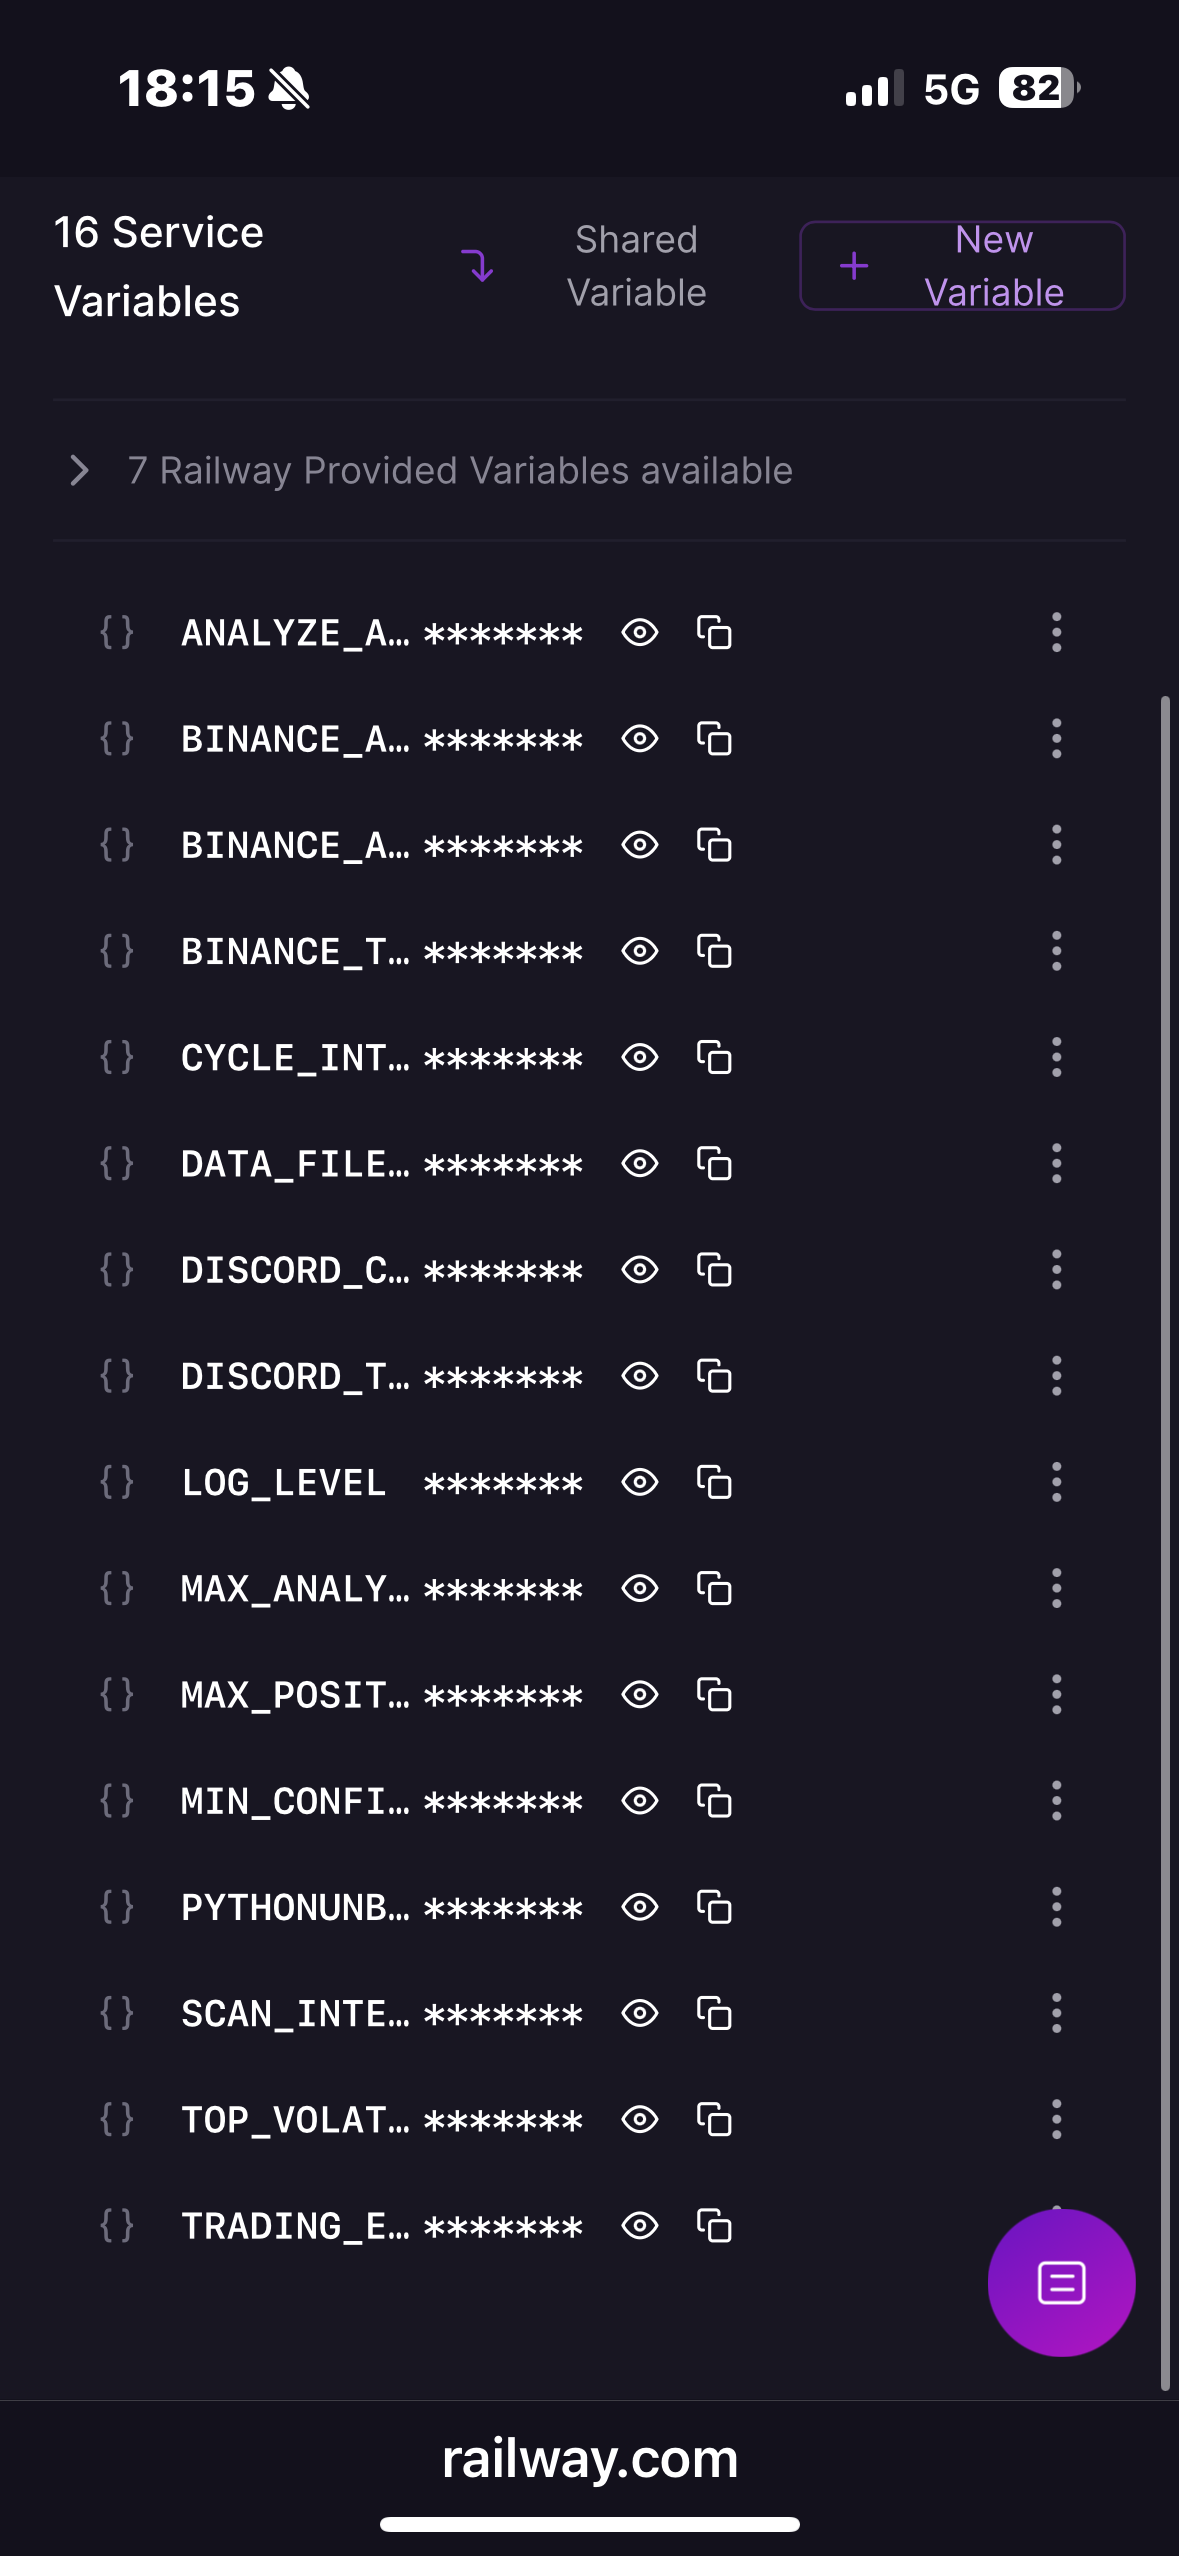 18:15 5G 82
16 Service
Variables
Shared
Variable
New
Variable
7 Railway Provided Variables available
{} ANALYZE_A… *******
{} BINANCE_A… *******
{} BINANCE_A… *******
{} BINANCE_T… *******
{} CYCLE_INT… *******
{} DATA_FILE… *******
{} DISCORD_C… *******
{} DISCORD_T… *******
{} LOG_LEVEL *******
{} MAX_ANALY… *******
{} MAX_POSIT… *******
{} MIN_CONFI… *******
{} PYTHONUNB… *******
{} SCAN_INTE… *******
{} TOP_VOLAT… *******
{} TRADING_E… *******
railway.com